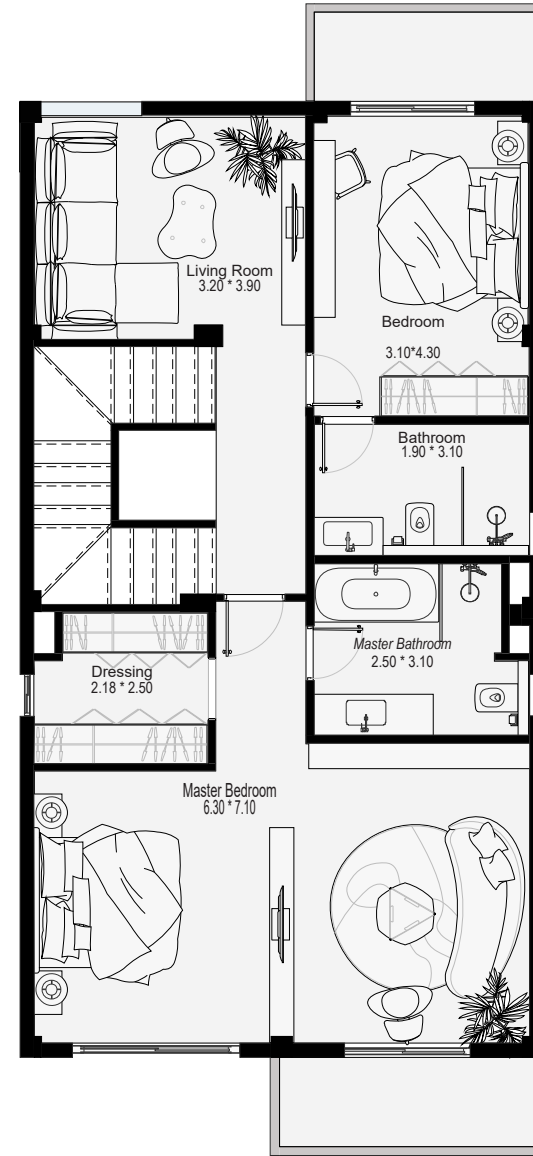 Living Room
3.20 * 3.90
Bedroom
3.10*4.30
Bathroom
1.90 * 3.10
Master Bathroom
2.50 * 3.10
Dressing
2.18 * 2.50
Master Bedroom
6.30 * 7.10